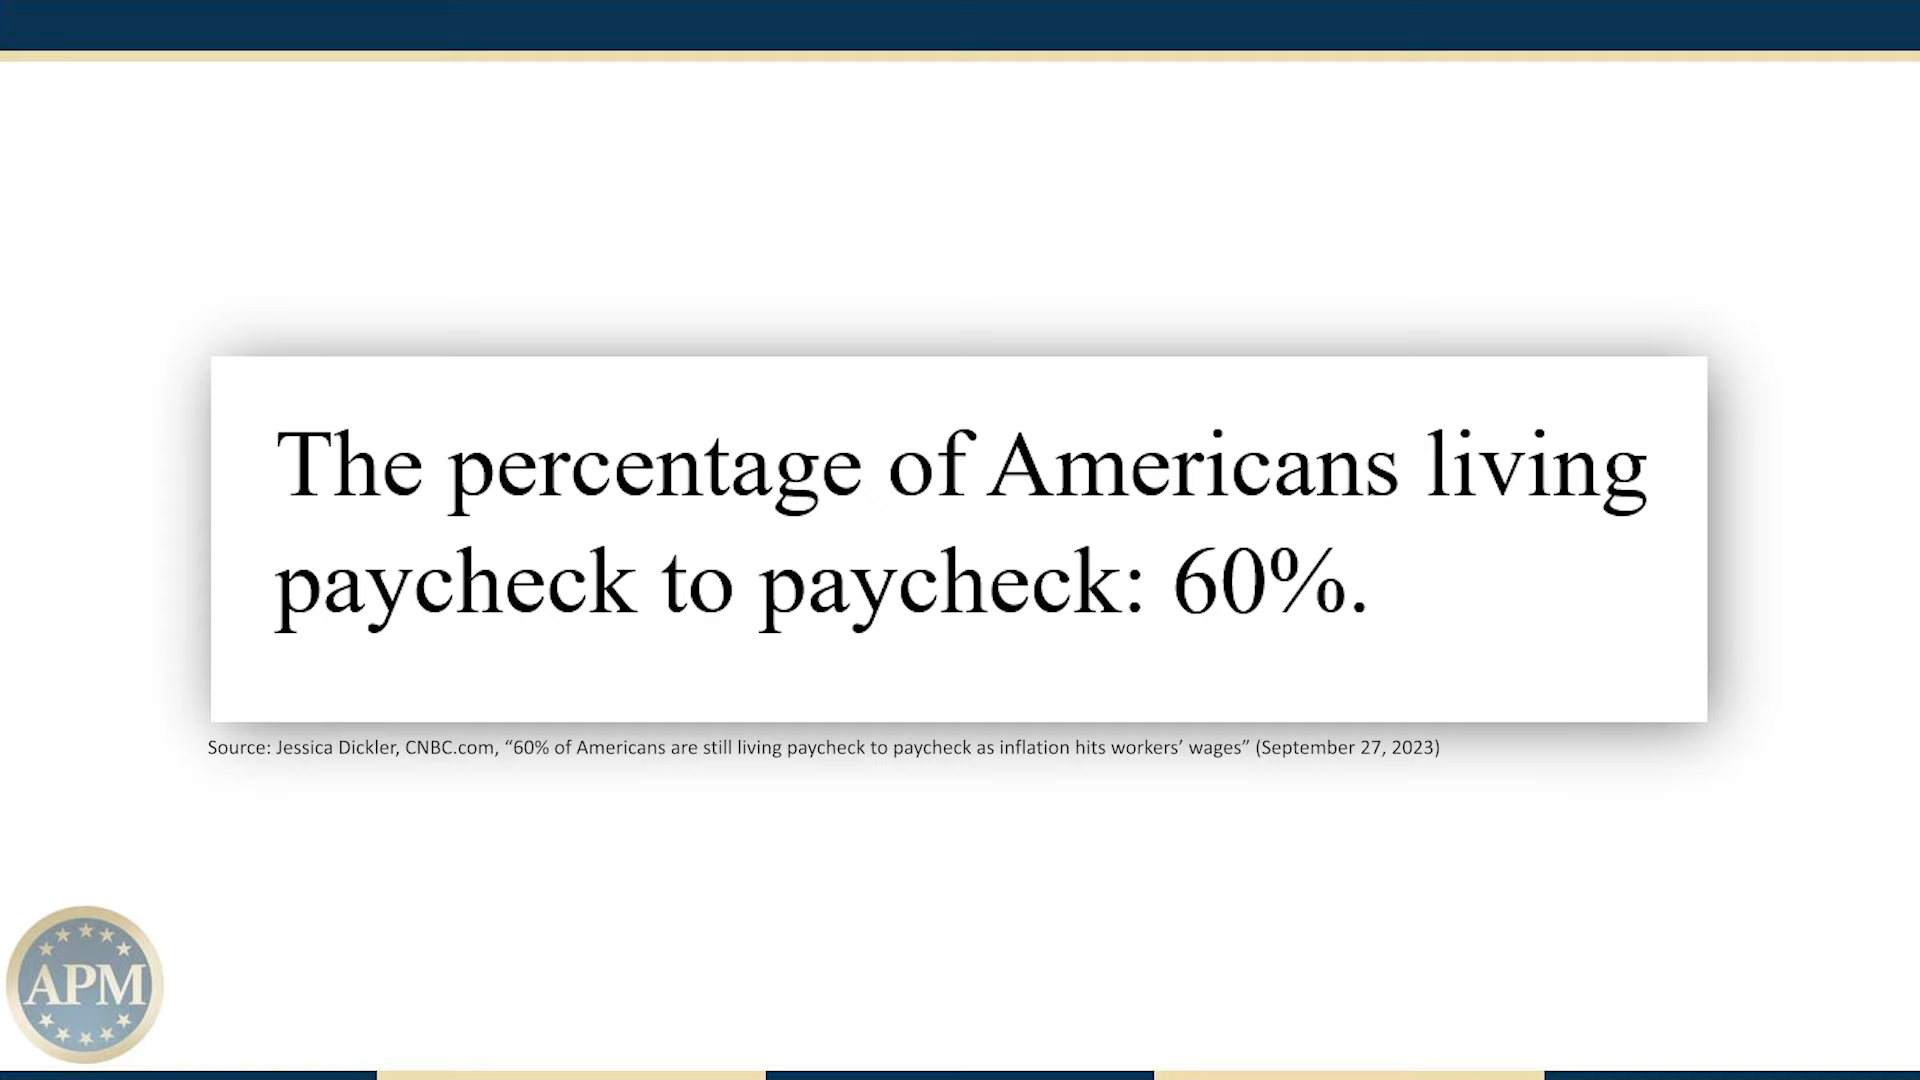 The percentage of Americans living
paycheck to paycheck: 60%.
Source: Jessica Dickler, CNBC.com, “60% of Americans are still living paycheck to paycheck as inflation hits workers’ wages” (September 27, 2023)
APM